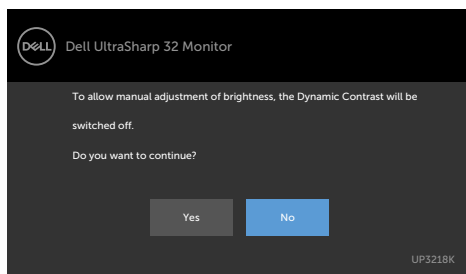 DELL
Dell UltraSharp 32 Monitor
To allow manual adjustment of brightness, the Dynamic Contrast will be
switched off.
Do you want to continue?
Yes
No
UP3218K